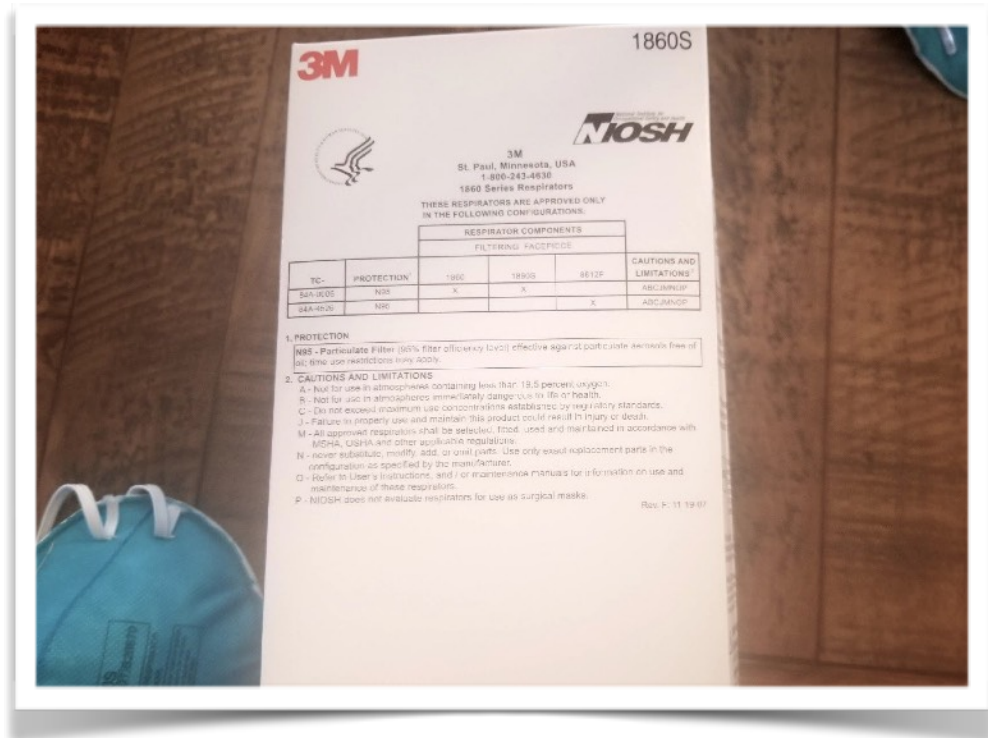 3M
1860S
NIOSH
3M
St. Paul, Minnesota, USA
1-800-243-4630
1860 Series Respirators
THESE RESPIRATORS ARE APPROVED ONLY
IN THE FOLLOWING CONFIGURATIONS:
RESPIRATOR COMPONENTS
FILTERING FACEPIECE
TC- PROTECTION¹ 1860 1860S CAUTIONS AND
LIMITATIONS²
N95 X X ABCJMNOP
X ABCJMNOP
1. PROTECTION
N95 - Particulate Filter (95% filter efficiency level) effective against particulate aerosols free of
oil; time use restrictions may apply.
2. CAUTIONS AND LIMITATIONS
A - Not for use in atmospheres containing less than 19.5 percent oxygen.
B - Not for use in atmospheres immediately dangerous to life or health.
C - Do not exceed maximum use concentrations established by regulatory standards.
J - Failure to properly use and maintain this product could result in injury or death.
M - All approved respirators shall be selected, fitted, used and maintained in accordance with
MSHA, OSHA and other applicable regulations.
N - never substitute, modify, add, or omit parts. Use only exact replacement parts in the
configuration as specified by the manufacturer.
O - Refer to User's Instructions, and / or maintenance manuals for information on use and
maintenance of these respirators.
P - NIOSH does not evaluate respirators for use as surgical masks.